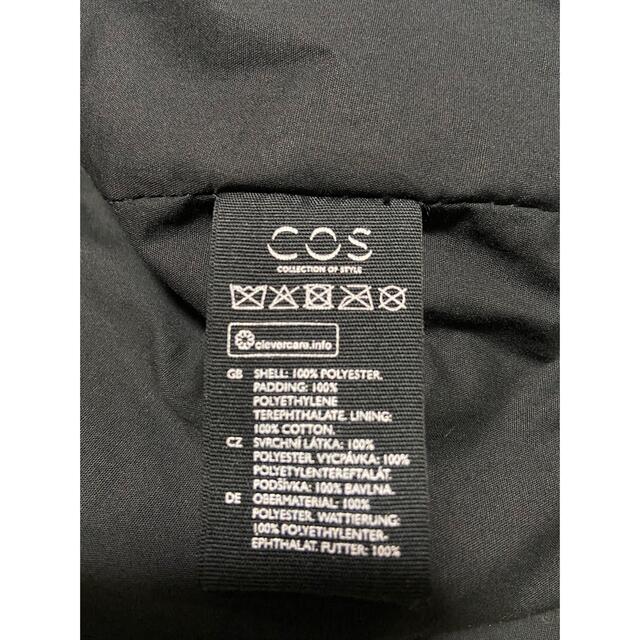 COS
COLLECTION OF STYLE
clevercare.info
GB SHELL: 100% POLYESTER.
PADDING: 100%
POLYETHYLENE
TEREPHTHALATE. LINING:
100% COTTON.
CZ SVRCHNÍ LÁTKA: 100%
POLYESTER. VYCPÁVKA: 100%
POLYETYLENTEREFTALÁT.
PODŠÍVKA: 100% BAVLNA.
DE OBERMATERIAL: 100%
POLYESTER. WATTIERUNG:
100% POLYETHYLENTER-
EPHTHALAT. FUTTER: 100%